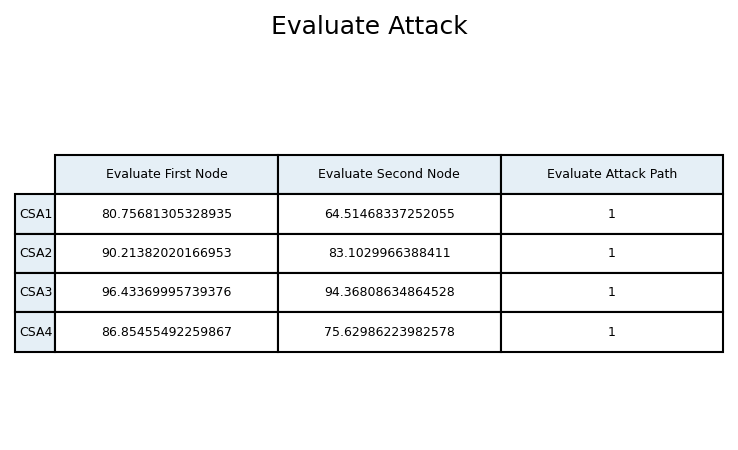 Evaluate Attack
Evaluate First Node Evaluate Second Node Evaluate Attack Path
CSA1 80.75681305328935 64.51468337252055 1
CSA2 90.21382020166953 83.1029966388411 1
CSA3 96.43369995739376 94.36808634864528 1
CSA4 86.85455492259867 75.62986223982578 1